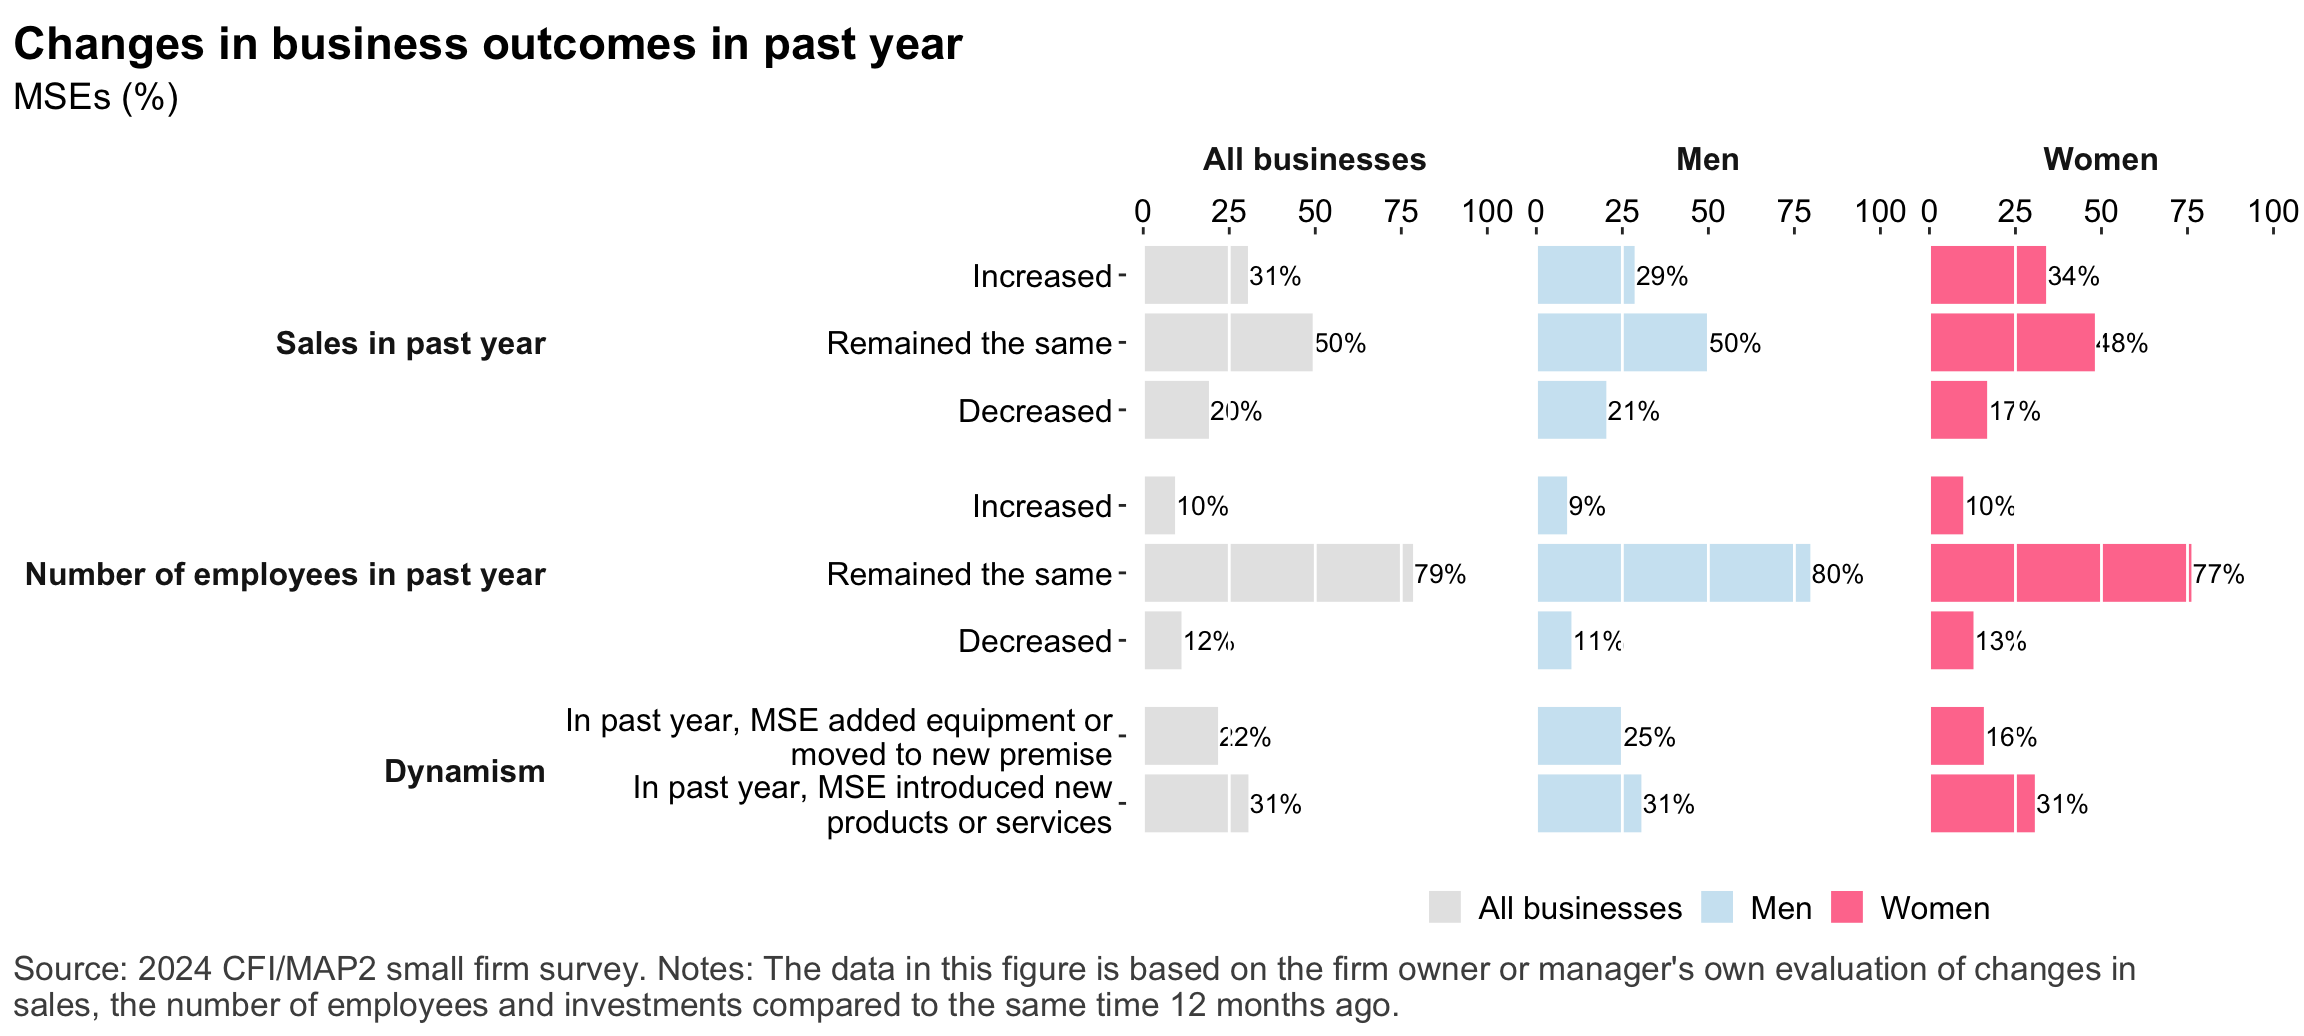 Changes in business outcomes in past year
MSEs (%)
All businesses Men Women
0 25 50 75 100 0 25 50 75 100 0 25 50 75 100
Increased 31% 29% 34%
Sales in past year Remained the same 50% 50% 48%
Decreased 20% 21% 17%
Increased 10% 9% 10%
Number of employees in past year Remained the same 79% 80% 77%
Decreased 12% 11% 13%
In past year, MSE added equipment or
moved to new premise 22% 25% 16%
Dynamism
In past year, MSE introduced new
products or services 31% 31% 31%
All businesses Men Women
Source: 2024 CFI/MAP2 small firm survey. Notes: The data in this figure is based on the firm owner or manager's own evaluation of changes in
sales, the number of employees and investments compared to the same time 12 months ago.